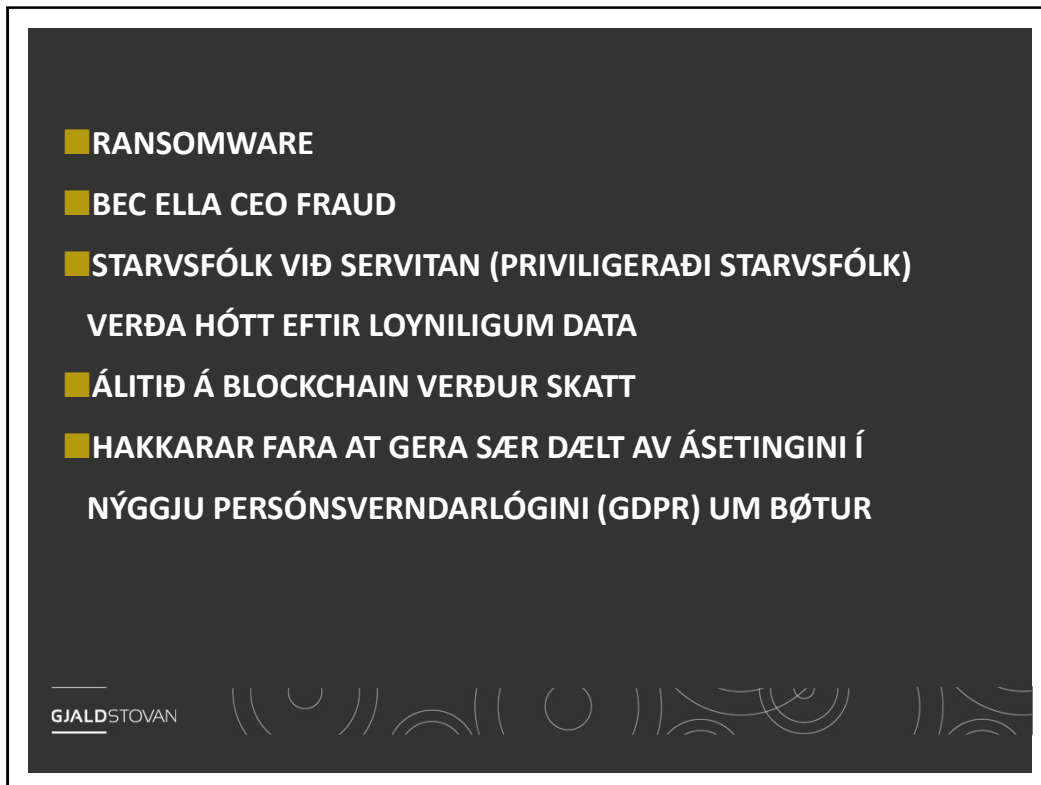 RANSOMWARE
BEC ELLA CEO FRAUD
STARVSFÓLK VIÐ SERVITAN (PRIVILIGERAÐI STARVSFÓLK)
VERÐA HÓTT EFTIR LOYNILIGUM DATA
ÁLITIÐ Á BLOCKCHAIN VERÐUR SKATT
HAKKARAR FARA AT GERA SÆR DÆLT AV ÁSETINGINI Í
NÝGGJU PERSÓNSVERNDARLÓGINI (GDPR) UM BØTUR
GJALDSTOVAN